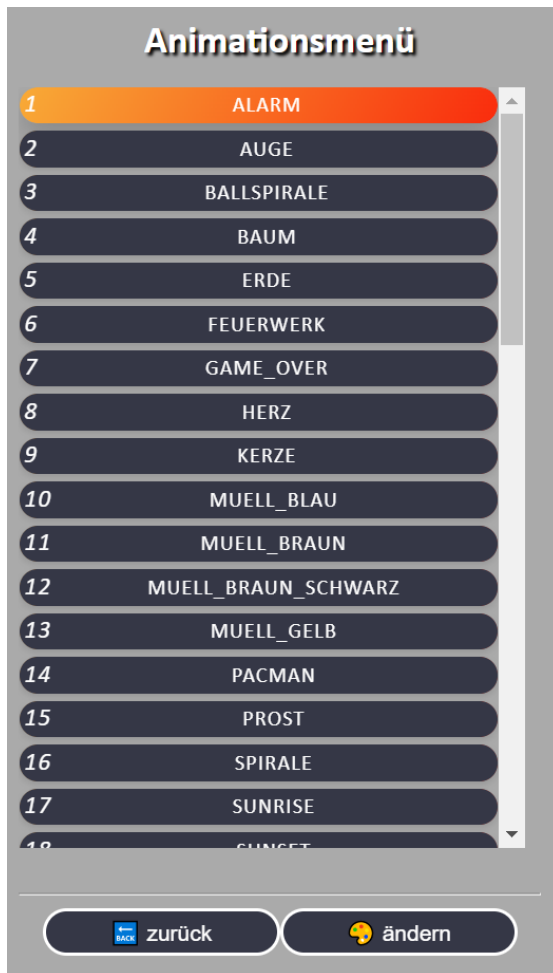 Animationsmenü
1 ALARM
2 AUGE
3 BALLSPIRALE
4 BAUM
5 ERDE
6 FEUERWERK
7 GAME_OVER
8 HERZ
9 KERZE
10 MUELL_BLAU
11 MUELL_BRAUN
12 MUELL_BRAUN_SCHWARZ
13 MUELL_GELB
14 PACMAN
15 PROST
16 SPIRALE
17 SUNRISE
18 SUNSET
BACK zurück ändern